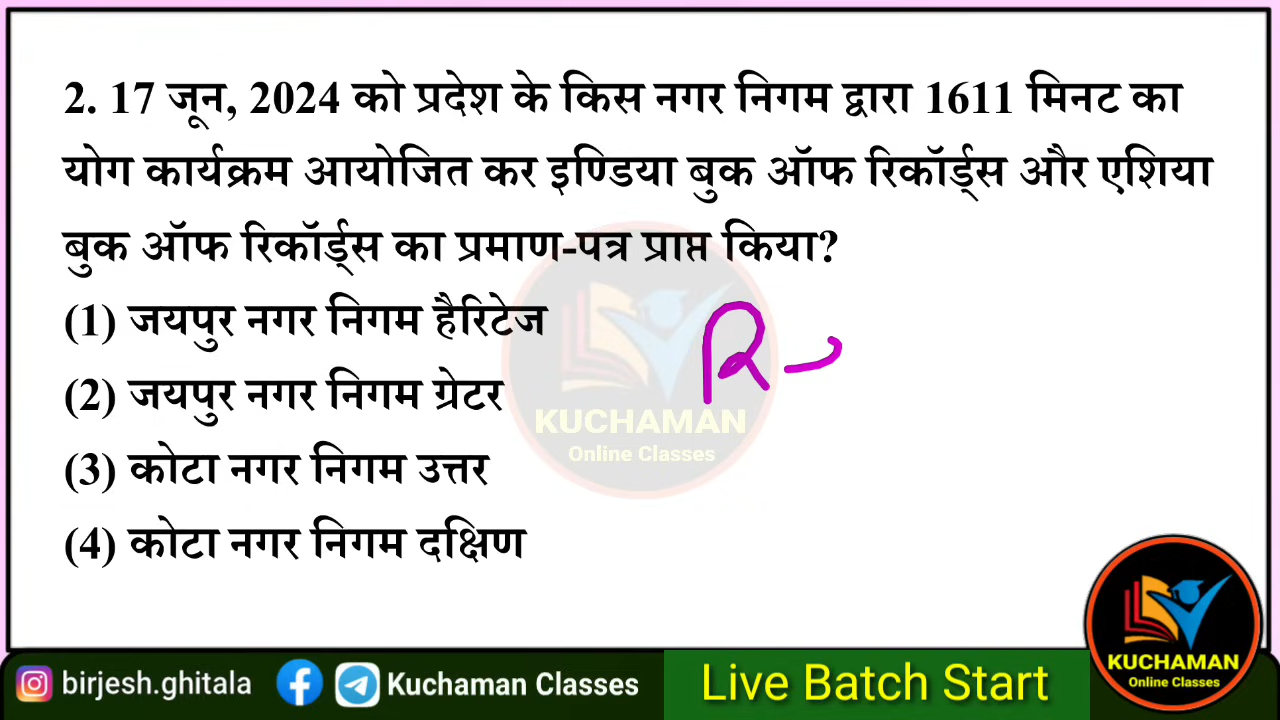 2. 17 जून, 2024 को प्रदेश के किस नगर निगम द्वारा 1611 मिनट का
योग कार्यक्रम आयोजित कर इण्डिया बुक ऑफ रिकॉर्ड्स और एशिया
बुक ऑफ रिकॉर्ड्स का प्रमाण-पत्र प्राप्त किया?
(1) जयपुर नगर निगम हैरिटेज
(2) जयपुर नगर निगम ग्रेटर
(3) कोटा नगर निगम उत्तर
(4) कोटा नगर निगम दक्षिण
R
KUCHAMAN
Online Classes
KUCHAMAN
Online Classes
birjesh.ghitala
Kuchaman Classes
Live Batch Start